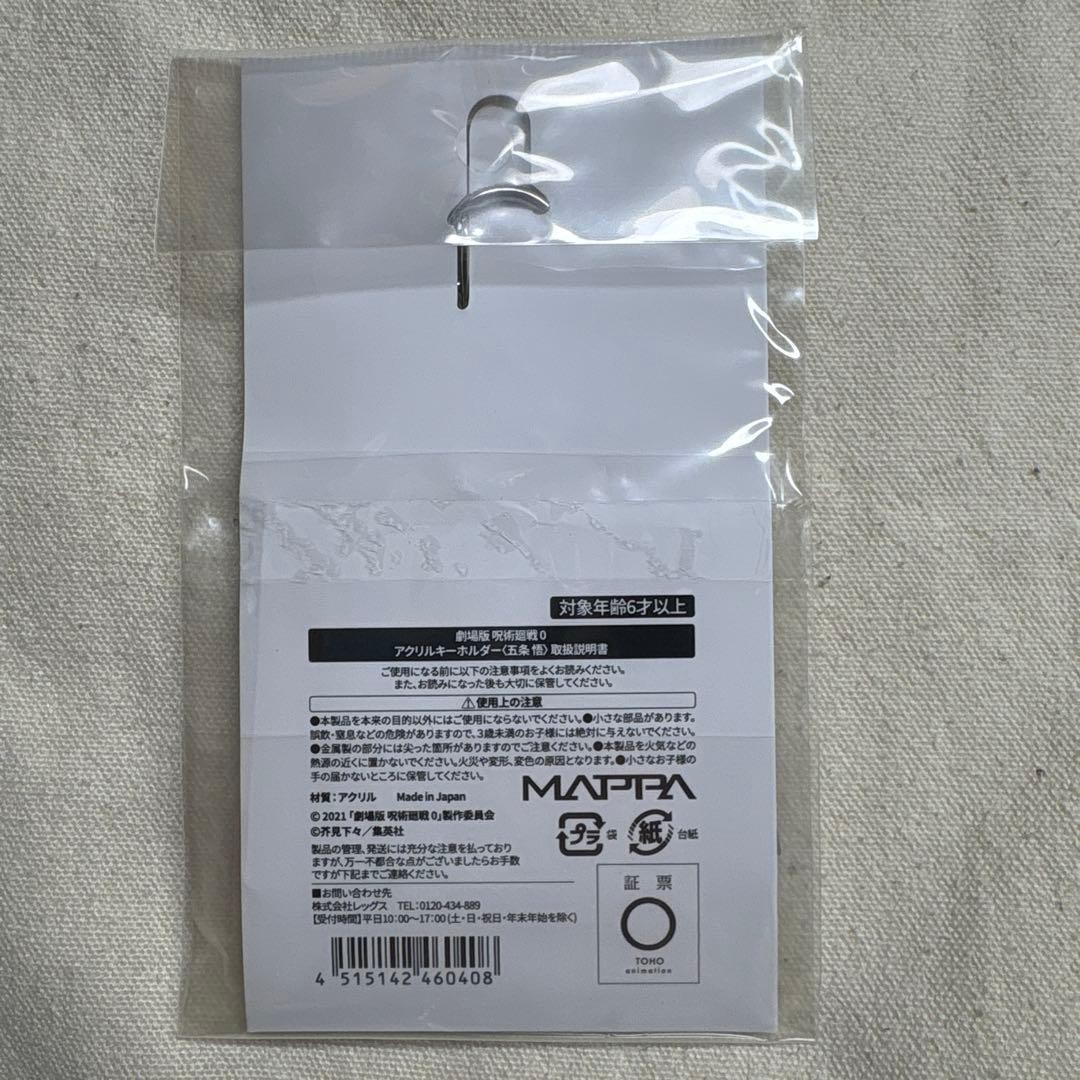 対象年齢6才以上
劇場版 呪術廻戦 0
アクリルキーホルダー〈五条 悟〉 取扱説明書
ご使用になる前に以下の注意事項をよくお読みください。
また、お読みになった後も大切に保管してください。
⚠使用上の注意
●本製品を本来の目的以外にはご使用にならないでください。●小さな部品があります。
誤飲・窒息などの危険がありますので、3歳未満のお子様には絶対に与えないでください。
●金属製の部分には尖った箇所がありますのでご注意ください。●本製品を火気などの
熱源の近くに置かないでください。火災や変形、変色の原因となります。●小さなお子様の
手の届かないところに保管してください。
MAPPA
材質：アクリル Made in Japan
© 2021「劇場版 呪術廻戦 0」製作委員会
©芥見下々／集英社
プラ 袋 紙 台紙
製品の管理、発送には充分な注意を払っており
ますが、万一不都合な点がございましたらお手数
ですが下記までご連絡ください。
■お問い合わせ先
株式会社レッグス TEL：0120-434-889
【受付時間】平日10：00～17：00（土・日・祝日・年末年始を除く）
証 票
TOHO
animation
4 515142 460408